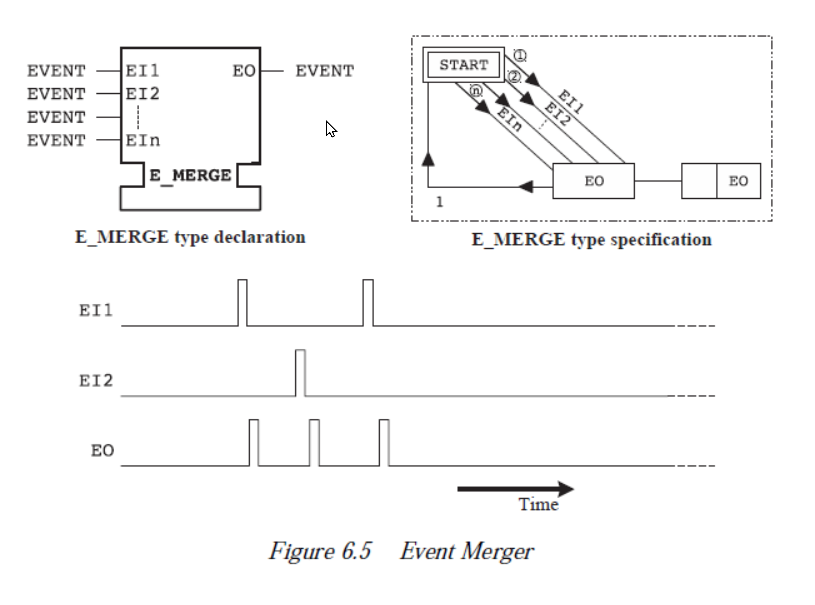 EVENT EI1 EO EVENT
EVENT EI2
EVENT
EVENT EIn
E_MERGE
E_MERGE type declaration
START
①
②
ⓝ
EI1
EI2
EIn
EO
EO
1
E_MERGE type specification
EI1
EI2
EO
Time
Figure 6.5 Event Merger